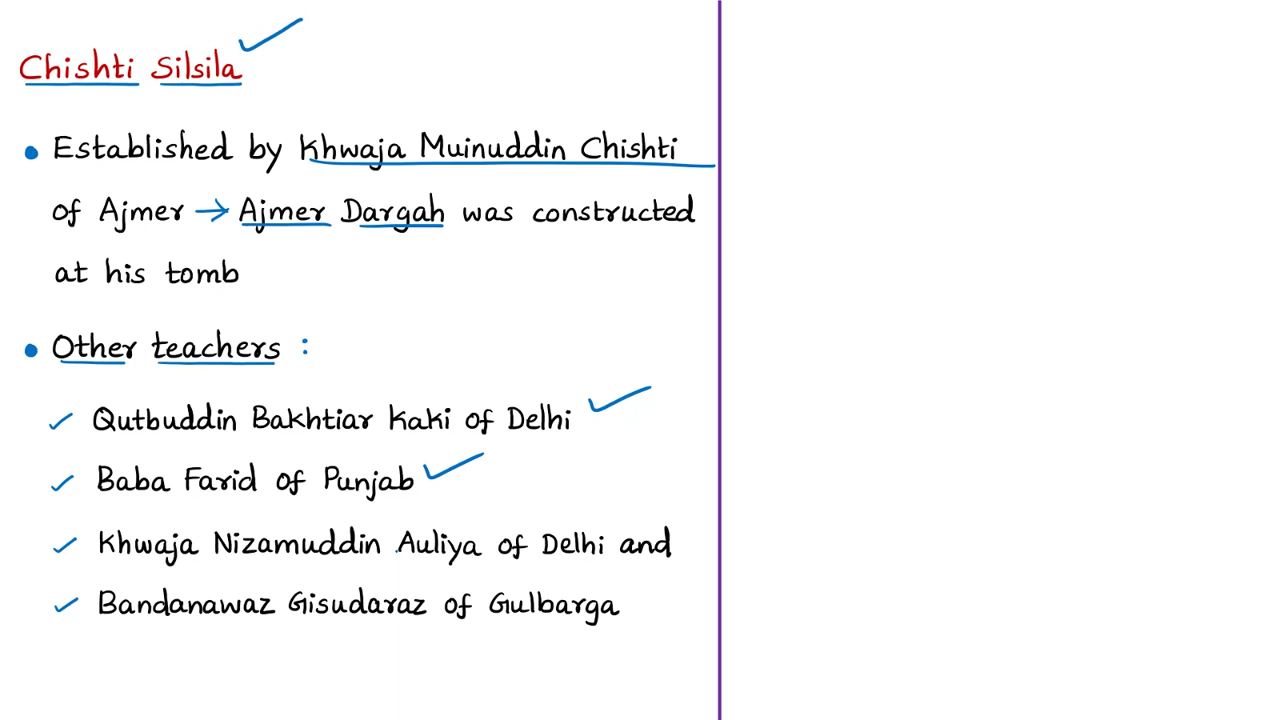 Chishti Silsila
• Established by Khwaja Muinuddin Chishti
of Ajmer → Ajmer Dargah was constructed
at his tomb
• Other teachers :
✓ Qutbuddin Bakhtiar Kaki of Delhi
✓ Baba Farid of Punjab
✓ Khwaja Nizamuddin Auliya of Delhi and
✓ Bandanawaz Gisudaraz of Gulbarga